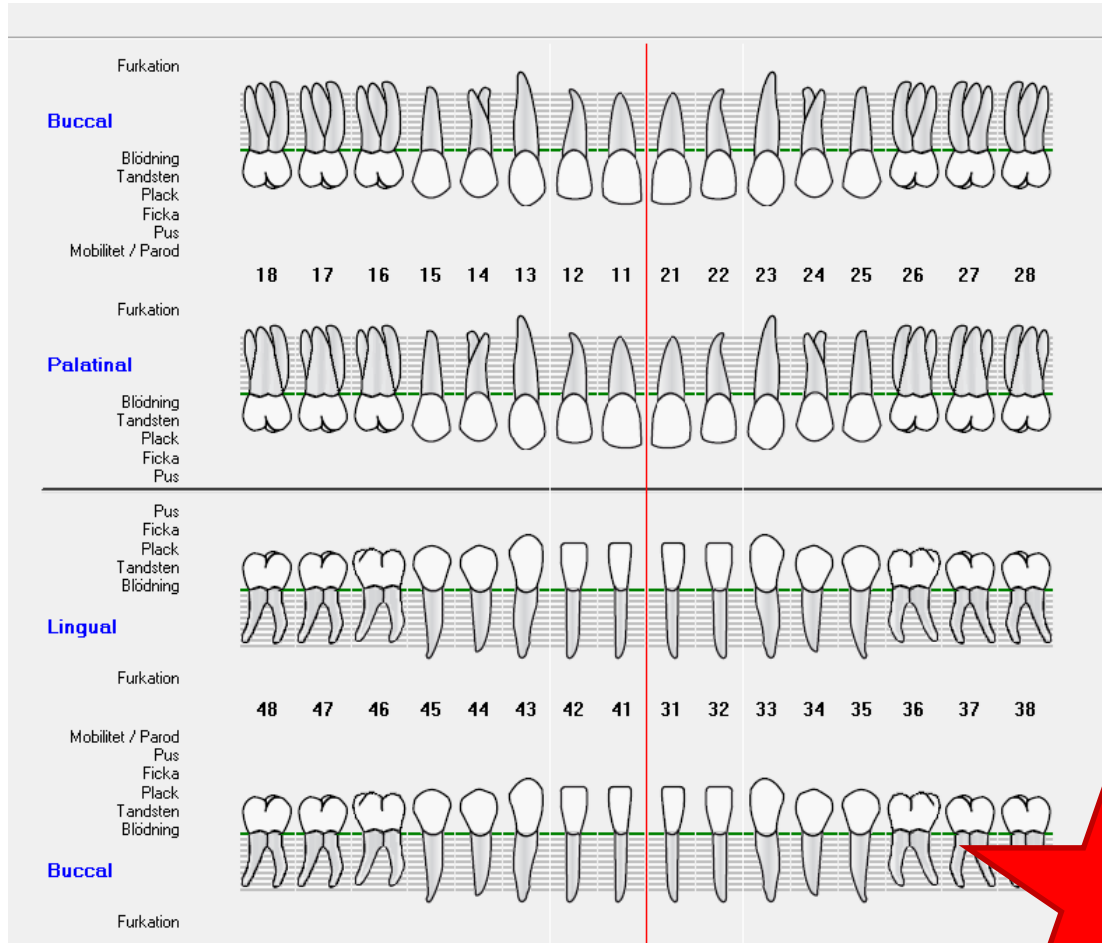 Furkation
Buccal
Blödning
Tandsten
Plack
Ficka
Pus
Mobilitet / Parod
18 17 16 15 14 13 12 11 21 22 23 24 25 26 27 28
Furkation
Palatinal
Blödning
Tandsten
Plack
Ficka
Pus
Pus
Ficka
Plack
Tandsten
Blödning
Lingual
Furkation
48 47 46 45 44 43 42 41 31 32 33 34 35 36 37 38
Mobilitet / Parod
Pus
Ficka
Plack
Tandsten
Blödning
Buccal
Furkation